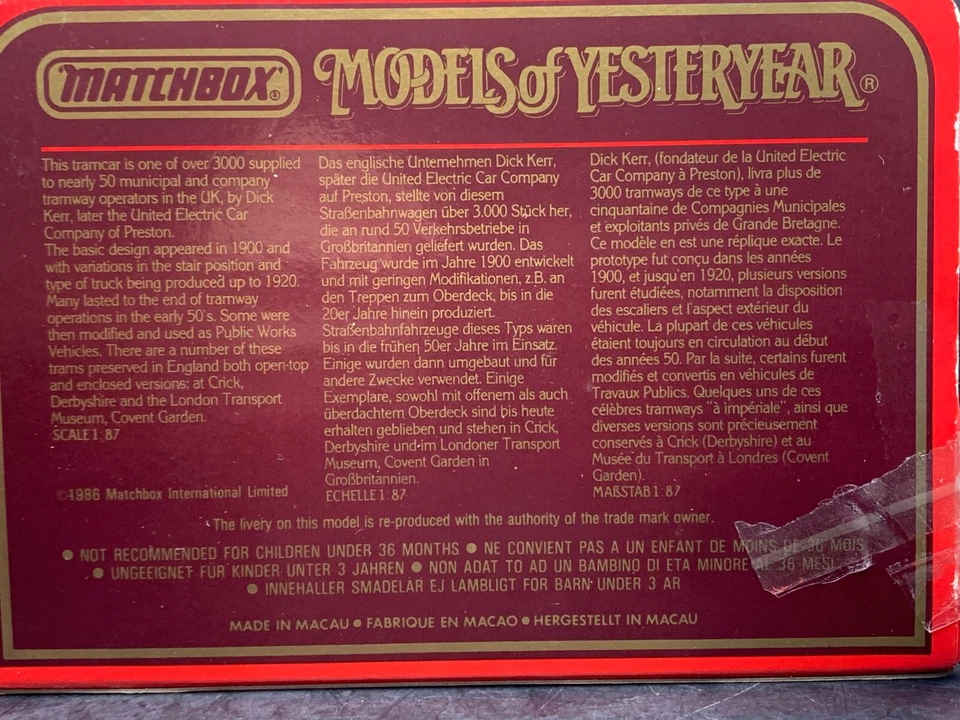 MATCHBOX®
MODELS of YESTERYEAR®
This tramcar is one of over 3000 supplied
to nearly 50 municipal and company
tramway operators in the UK, by Dick
Kerr, later the United Electric Car
Company of Preston.
The basic design appeared in 1900 and
with variations in the stair position and
type of truck being produced up to 1920.
Many lasted to the end of tramway
operations in the early 50's. Some were
then modified and used as Public Works
Vehicles. There are a number of these
trams preserved in England both open-top
and enclosed versions; at Crick,
Derbyshire and the London Transport
Museum, Covent Garden.
SCALE 1:87
©1986 Matchbox International Limited
Das englische Unternehmen Dick Kerr,
später die United Electric Car Company
auf Preston, stellte von diesem
Straßenbahnwagen über 3.000 Stück her,
die an rund 50 Verkehrsbetriebe in
Großbritannien geliefert wurden. Das
Fahrzeug wurde im Jahre 1900 entwickelt
und mit geringen Modifikationen, z.B. an
den Treppen zum Oberdeck, bis in die
20er Jahre hinein produziert.
Straßenbahnfahrzeuge dieses Typs waren
bis in die frühen 50er Jahre im Einsatz.
Einige wurden dann umgebaut und für
andere Zwecke verwendet. Einige
Exemplare, sowohl mit offenem als auch
überdachtem Oberdeck sind bis heute
erhalten geblieben und stehen in Crick,
Derbyshire und im Londoner Transport
Museum, Covent Garden in
Großbritannien.
ECHELLE 1:87
Dick Kerr, (fondateur de la United Electric
Car Company à Preston), livra plus de
3000 tramways de ce type à une
cinquantaine de Compagnies Municipales
et exploitants privés de Grande Bretagne.
Ce modèle en est une réplique exacte. Le
prototype fut conçu dans les années
1900, et jusqu'en 1920, plusieurs versions
furent étudiées, notamment la disposition
des escaliers et l'aspect extérieur du
véhicule. La plupart de ces véhicules
étaient toujours en circulation au début
des années 50. Par la suite, certains furent
modifiés et convertis en véhicules de
Travaux Publics. Quelques uns de ces
célèbres tramways "à impériale", ainsi que
diverses versions sont précieusement
conservés à Crick (Derbyshire) et au
Musée du Transport à Londres (Covent
Garden).
MAßSTAB 1:87
The livery on this model is re-produced with the authority of the trade mark owner.
● NOT RECOMMENDED FOR CHILDREN UNDER 36 MONTHS ● NE CONVIENT PAS A UN ENFANT DE MOINS DE 36 MOIS
● UNGEEIGNET FÜR KINDER UNTER 3 JAHREN ● NON ADAT TO AD UN BAMBINO DI ETA MINORE AL 36 MESI
● INNEHALLER SMADELAR EJ LAMBLIGT FOR BARN UNDER 3 AR
MADE IN MACAU ● FABRIQUE EN MACAO ● HERGESTELLT IN MACAU